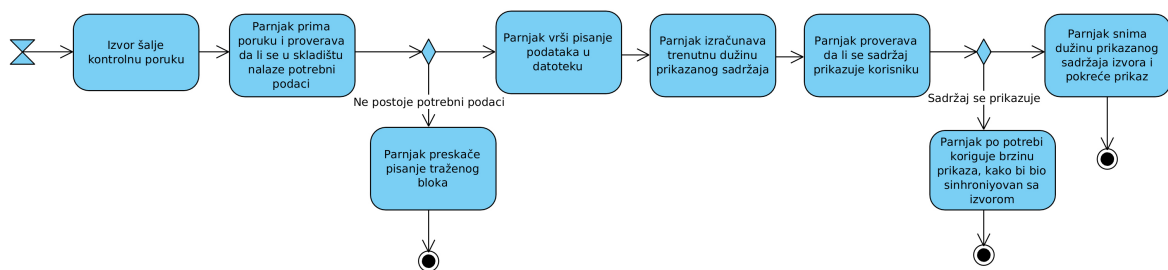 Izvor šalje
kontrolnu poruku
Parnjak prima
poruku i proverava
da li se u skladištu
nalaze potrebni
podaci
Parnjak vrši pisanje
podataka u
datoteku
Parnjak izračunava
trenutnu dužinu
prikazanog sadržaja
Parnjak proverava
da li se sadržaj
prikazuje korisniku
Parnjak snima
dužinu prikazanog
sadržaja izvora i
pokreće prikaz
Ne postoje potrebni podaci
Sadržaj se prikazuje
Parnjak preskače
pisanje traženog
bloka
Parnjak po potrebi
koriguje brzinu
prikaza, kako bi bio
sinhroniyovan sa
izvorom